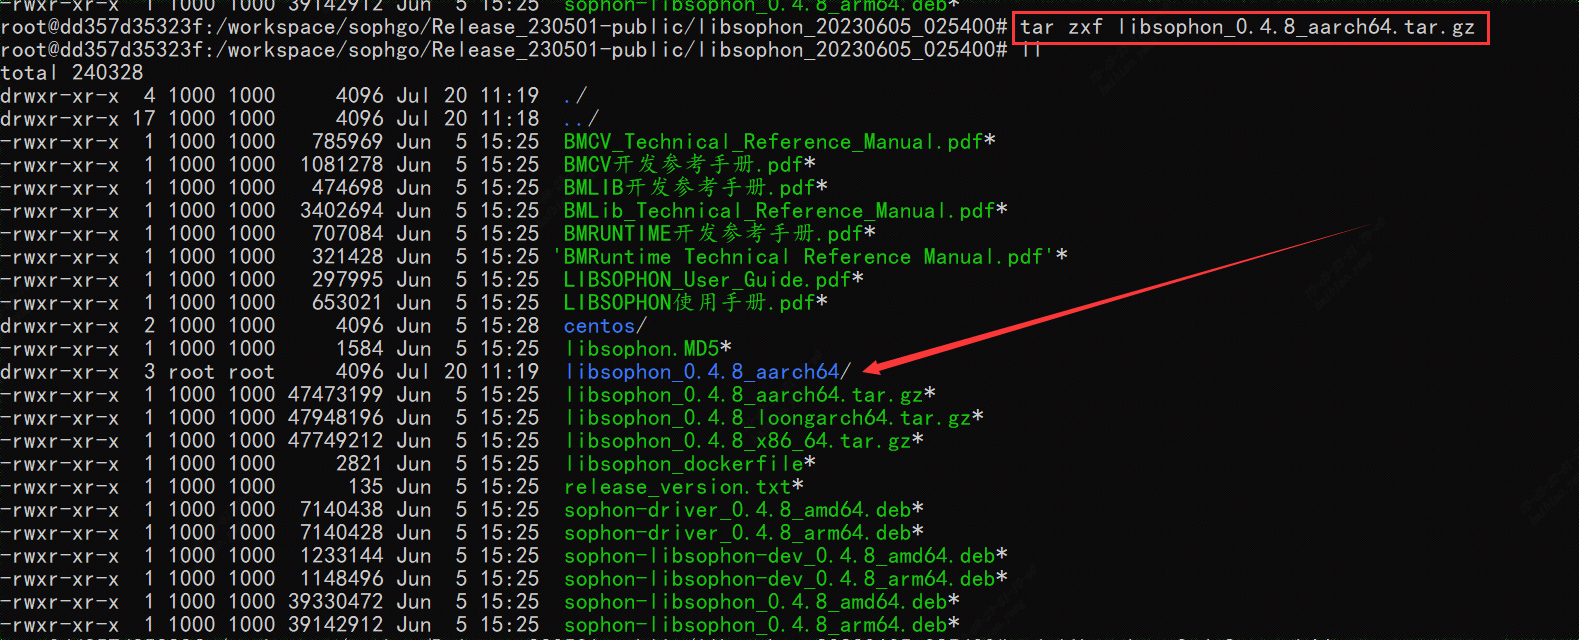 -rwxr-xr-x  1 1000 1000 39142912 Jun  5 15:25  sophon-libsophon_0.4.8_arm64.deb*
root@dd357d35323f:/workspace/sophgo/Release_230501-public/libsophon_20230605_025400# tar zxf libsophon_0.4.8_aarch64.tar.gz
root@dd357d35323f:/workspace/sophgo/Release_230501-public/libsophon_20230605_025400# ll
total 240328
drwxr-xr-x  4 1000 1000     4096 Jul 20 11:19  ./
drwxr-xr-x 17 1000 1000     4096 Jul 20 11:18  ../
-rwxr-xr-x  1 1000 1000   785969 Jun  5 15:25  BMCV_Technical_Reference_Manual.pdf*
-rwxr-xr-x  1 1000 1000  1081278 Jun  5 15:25  BMCV开发参考手册.pdf*
-rwxr-xr-x  1 1000 1000   474698 Jun  5 15:25  BMLIB开发参考手册.pdf*
-rwxr-xr-x  1 1000 1000  3402694 Jun  5 15:25  BMLib_Technical_Reference_Manual.pdf*
-rwxr-xr-x  1 1000 1000   707084 Jun  5 15:25  BMRUNTIME开发参考手册.pdf*
-rwxr-xr-x  1 1000 1000   321428 Jun  5 15:25 'BMRuntime Technical Reference Manual.pdf'*
-rwxr-xr-x  1 1000 1000   297995 Jun  5 15:25  LIBSOPHON_User_Guide.pdf*
-rwxr-xr-x  1 1000 1000   653021 Jun  5 15:25  LIBSOPHON使用手册.pdf*
drwxr-xr-x  2 1000 1000     4096 Jun  5 15:28  centos/
-rwxr-xr-x  1 1000 1000     1584 Jun  5 15:25  libsophon.MD5*
drwxr-xr-x  3 root root     4096 Jul 20 11:19  libsophon_0.4.8_aarch64/
-rwxr-xr-x  1 1000 1000 47473199 Jun  5 15:25  libsophon_0.4.8_aarch64.tar.gz*
-rwxr-xr-x  1 1000 1000 47948196 Jun  5 15:25  libsophon_0.4.8_loongarch64.tar.gz*
-rwxr-xr-x  1 1000 1000 47749212 Jun  5 15:25  libsophon_0.4.8_x86_64.tar.gz*
-rwxr-xr-x  1 1000 1000     2821 Jun  5 15:25  libsophon_dockerfile*
-rwxr-xr-x  1 1000 1000      135 Jun  5 15:25  release_version.txt*
-rwxr-xr-x  1 1000 1000  7140438 Jun  5 15:25  sophon-driver_0.4.8_amd64.deb*
-rwxr-xr-x  1 1000 1000  7140428 Jun  5 15:25  sophon-driver_0.4.8_arm64.deb*
-rwxr-xr-x  1 1000 1000  1233144 Jun  5 15:25  sophon-libsophon-dev_0.4.8_amd64.deb*
-rwxr-xr-x  1 1000 1000  1148496 Jun  5 15:25  sophon-libsophon-dev_0.4.8_arm64.deb*
-rwxr-xr-x  1 1000 1000 39330472 Jun  5 15:25  sophon-libsophon_0.4.8_amd64.deb*
-rwxr-xr-x  1 1000 1000 39142912 Jun  5 15:25  sophon-libsophon_0.4.8_arm64.deb*